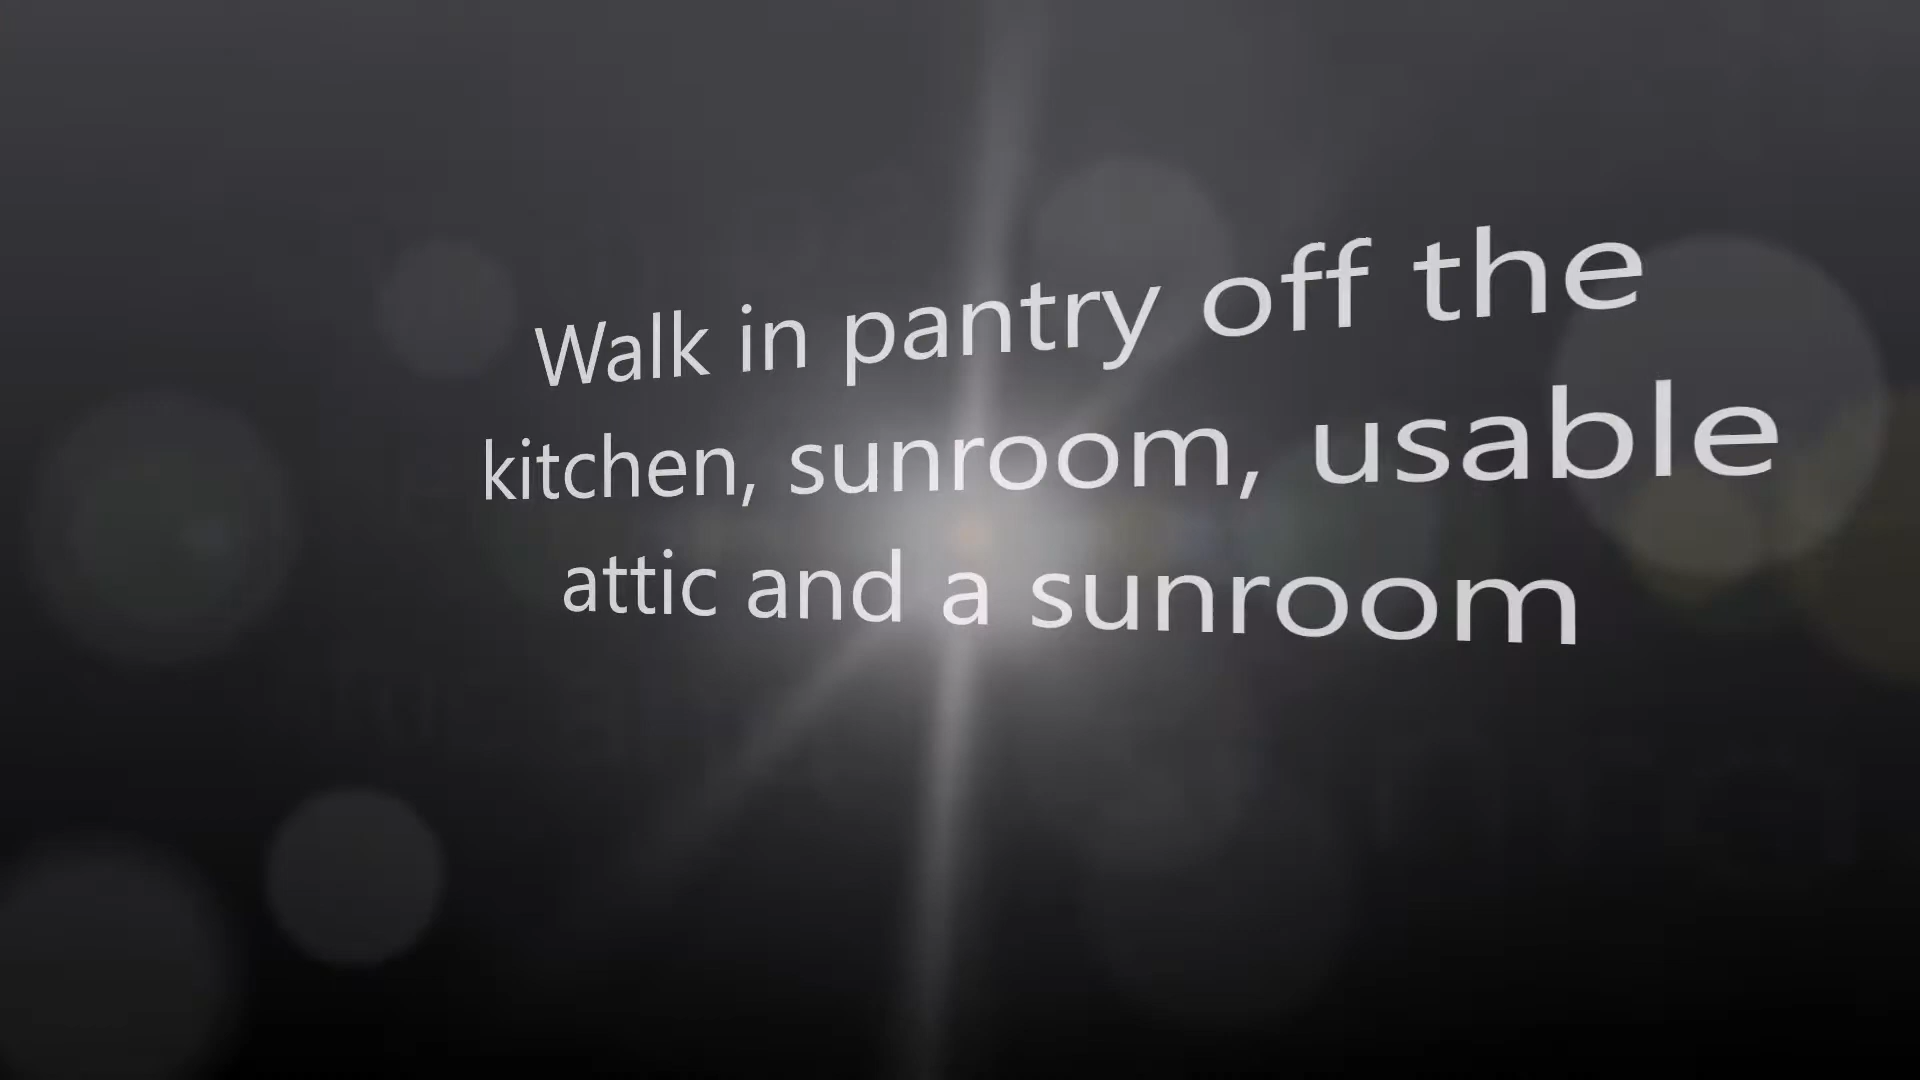 Walk in pantry off the
kitchen, sunroom, usable
attic and a sunroom